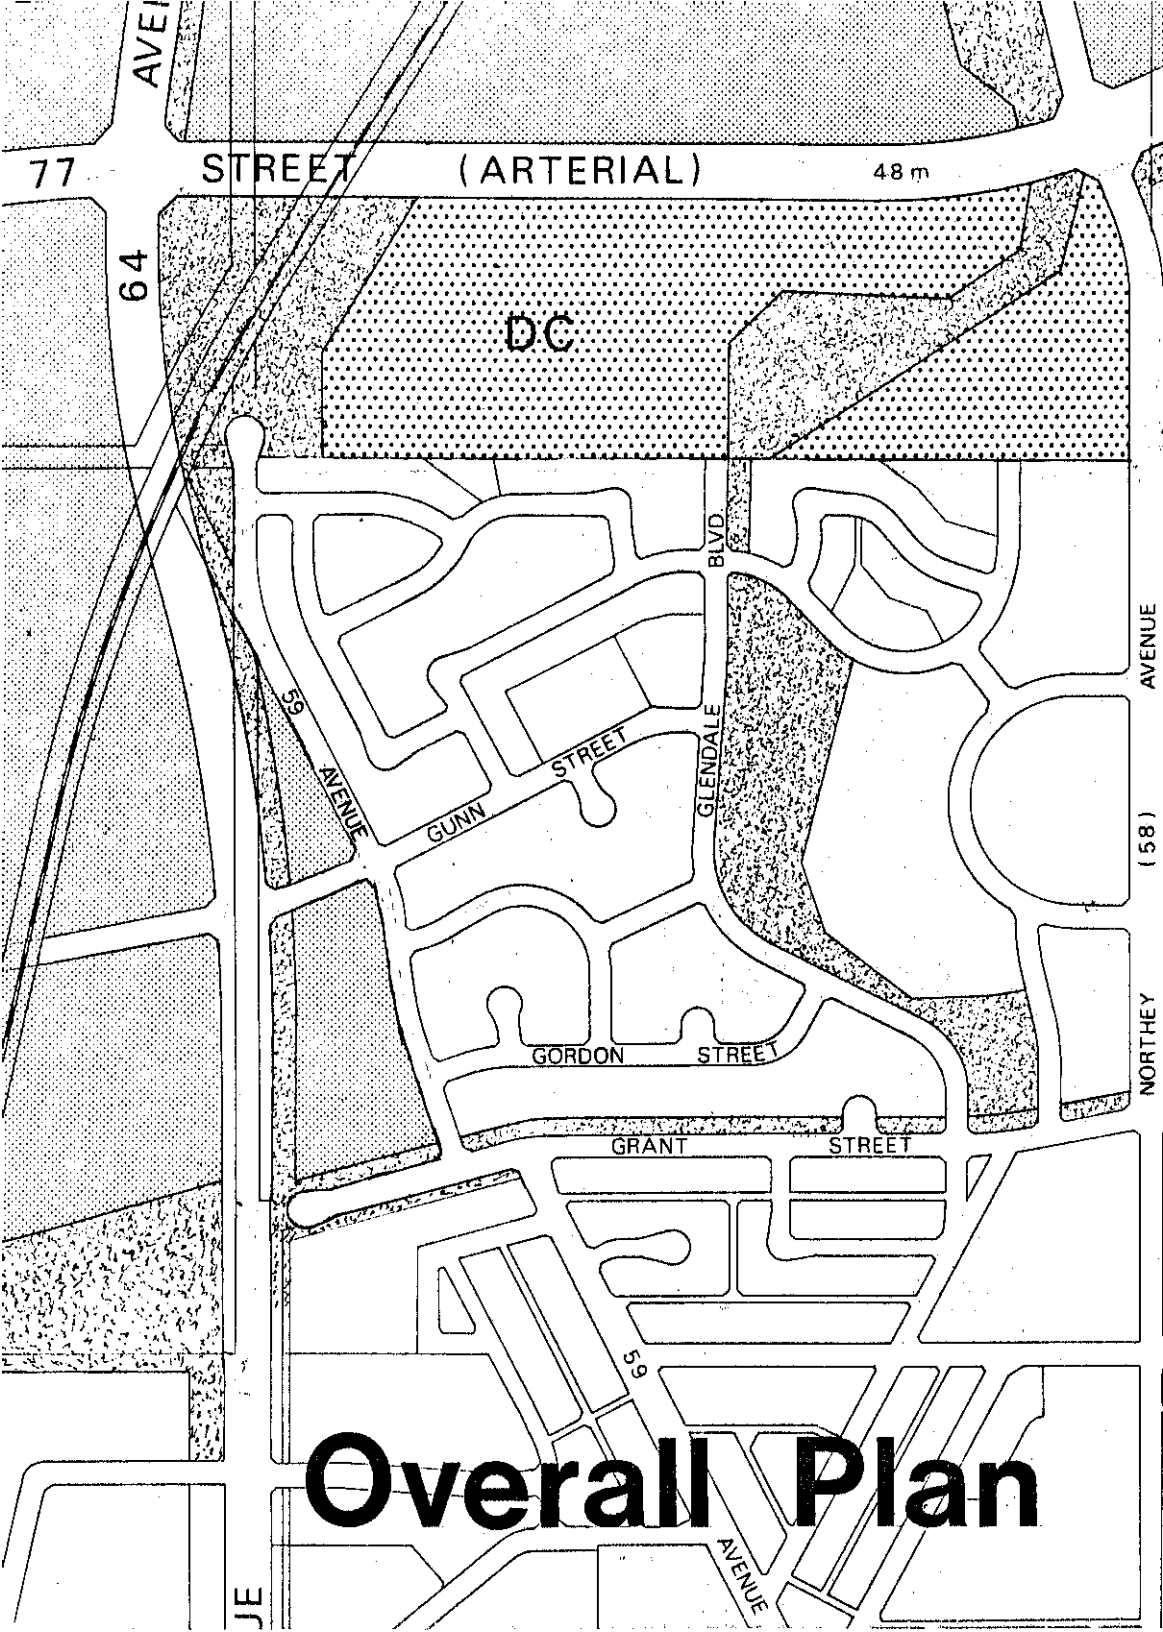 AVE
77 STREET (ARTERIAL) 48m
64
DC
BLVD.
GLENDALE
AVENUE
(58)
NORTHEY
59
AVENUE
GUNN STREET
GORDON STREET
GRANT STREET
59
AVENUE
Overall Plan
UE